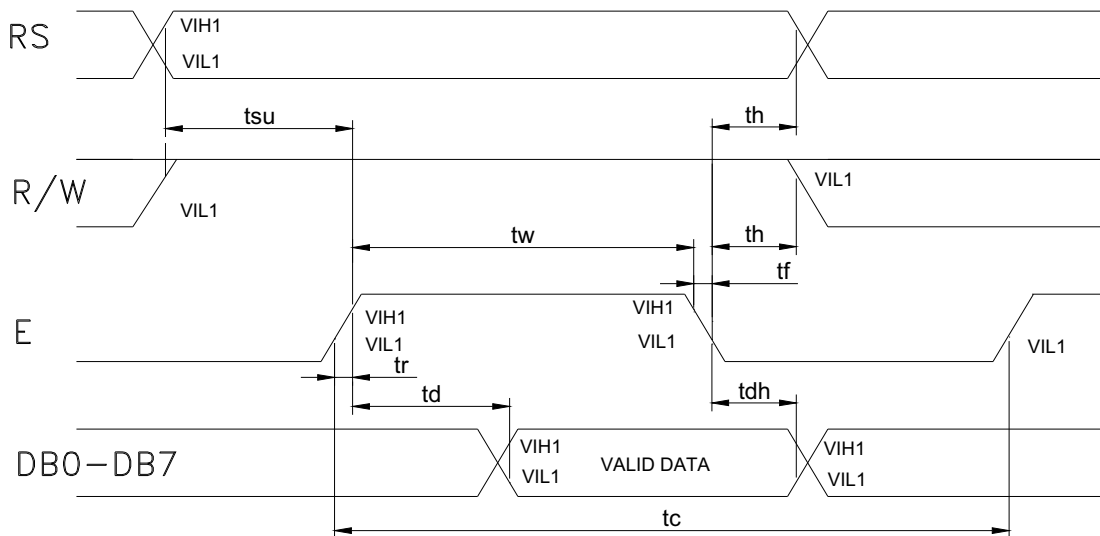 RS
VIH1
VIL1
tsu
th
R/W
VIL1
VIL1
tw
th
tf
E
VIH1
VIL1
VIH1
VIL1
VIL1
tr
td
tdh
DB0-DB7
VIH1
VIL1
VALID DATA
VIH1
VIL1
tc